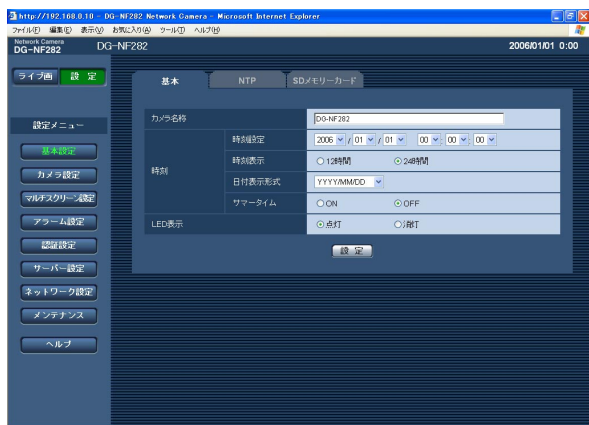 http://192.168.0.10 - DG-NF282 Network Camera - Microsoft Internet Explorer
ファイル(F) 編集(E) 表示(V) お気に入り(A) ツール(T) ヘルプ(H)
Network Camera
DG-NF282
DG-NF282
2006/01/01 0:00
ライブ画 設 定
基本 NTP SDメモリーカード
設定メニュー
基本設定
カメラ設定
マルチスクリーン設定
アラーム設定
認証設定
サーバー設定
ネットワーク設定
メンテナンス
ヘルプ
カメラ名称 DG-NF282
時刻
時刻設定 2006 / 01 / 01 00 : 00 : 00
時刻表示 12時間 24時間
日付表示形式 YYYY/MM/DD
サマータイム ON OFF
LED表示 点灯 消灯
設 定